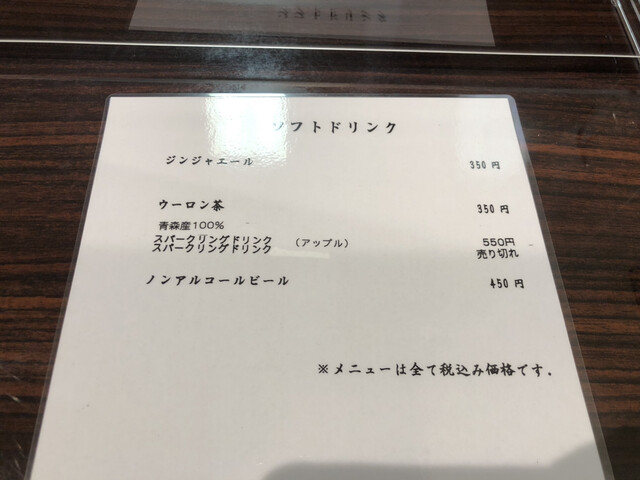 ソフトドリンク
ジンジャエール 350 円
ウーロン茶 350 円
青森産100%
スパークリングドリンク （アップル） 550円
スパークリングドリンク 売り切れ
ノンアルコールビール 450 円
※メニューは全て税込み価格です．